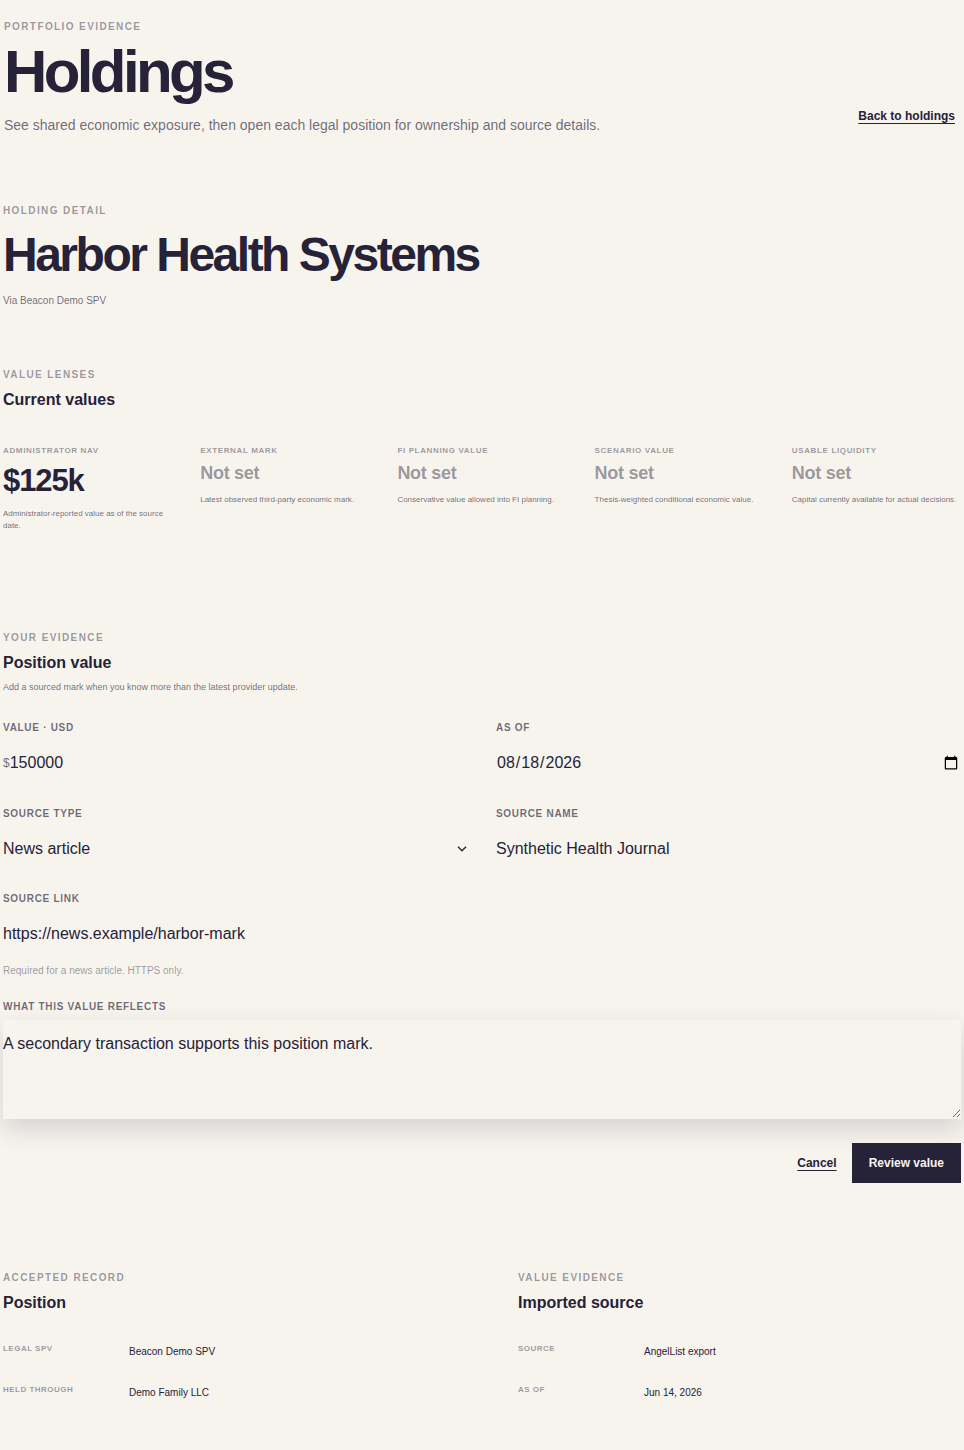 PORTFOLIO EVIDENCE
Holdings
See shared economic exposure, then open each legal position for ownership and source details.
Back to holdings
HOLDING DETAIL
Harbor Health Systems
Via Beacon Demo SPV
VALUE LENSES
Current values
ADMINISTRATOR NAV
$125k
Administrator-reported value as of the source
date.
EXTERNAL MARK
Not set
Latest observed third-party economic mark.
FI PLANNING VALUE
Not set
Conservative value allowed into FI planning.
SCENARIO VALUE
Not set
Thesis-weighted conditional economic value.
USABLE LIQUIDITY
Not set
Capital currently available for actual decisions.
YOUR EVIDENCE
Position value
Add a sourced mark when you know more than the latest provider update.
VALUE · USD
$150000
AS OF
08/18/2026
SOURCE TYPE
News article
SOURCE NAME
Synthetic Health Journal
SOURCE LINK
https://news.example/harbor-mark
Required for a news article. HTTPS only.
WHAT THIS VALUE REFLECTS
A secondary transaction supports this position mark.
Cancel
Review value
ACCEPTED RECORD
Position
LEGAL SPV
Beacon Demo SPV
HELD THROUGH
Demo Family LLC
VALUE EVIDENCE
Imported source
SOURCE
AngelList export
AS OF
Jun 14, 2026